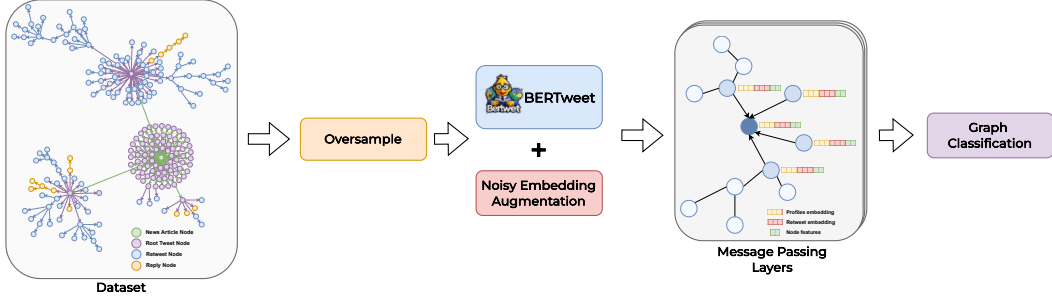 News Article Node
Root Tweet Node
Retweet Node
Reply Node
Dataset
Oversample
Bertweet
BERTweet
+
Noisy Embedding
Augmentation
Profiles embedding
Retweet embedding
Node features
Message Passing
Layers
Graph
Classification